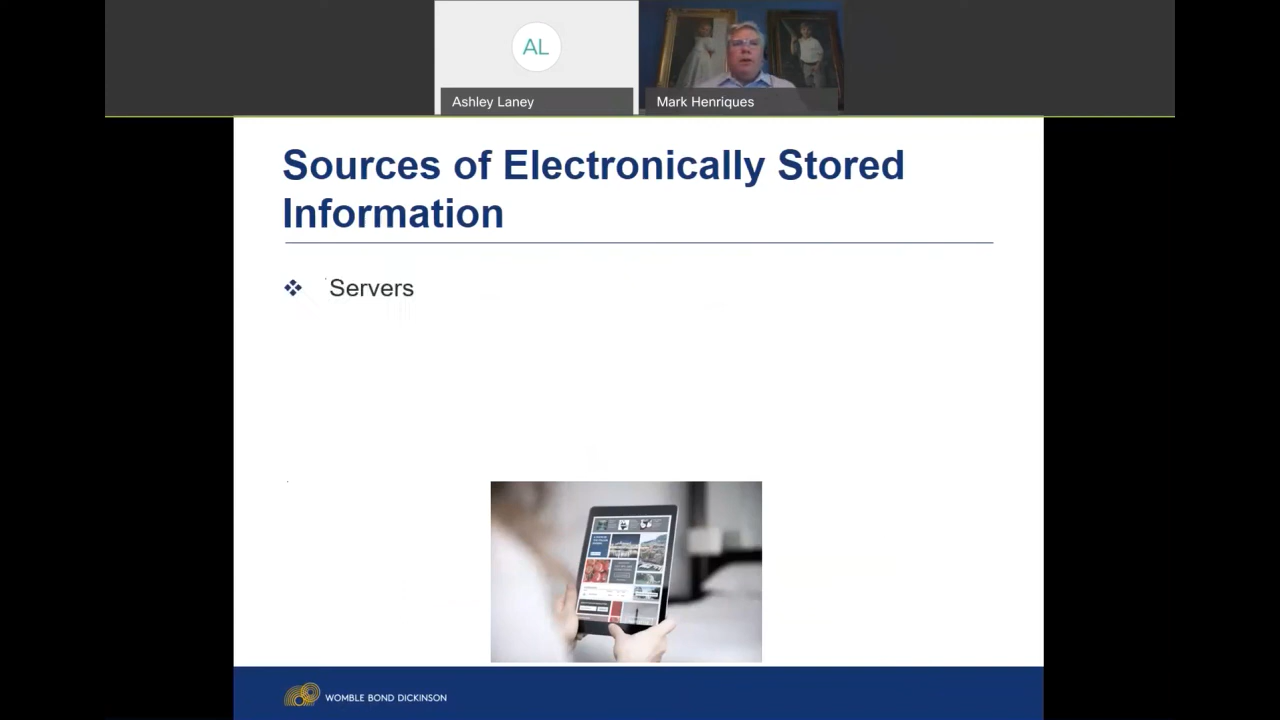 AL
Ashley Laney
Mark Henriques
Sources of Electronically Stored
Information
Servers
WOMBLE BOND DICKINSON